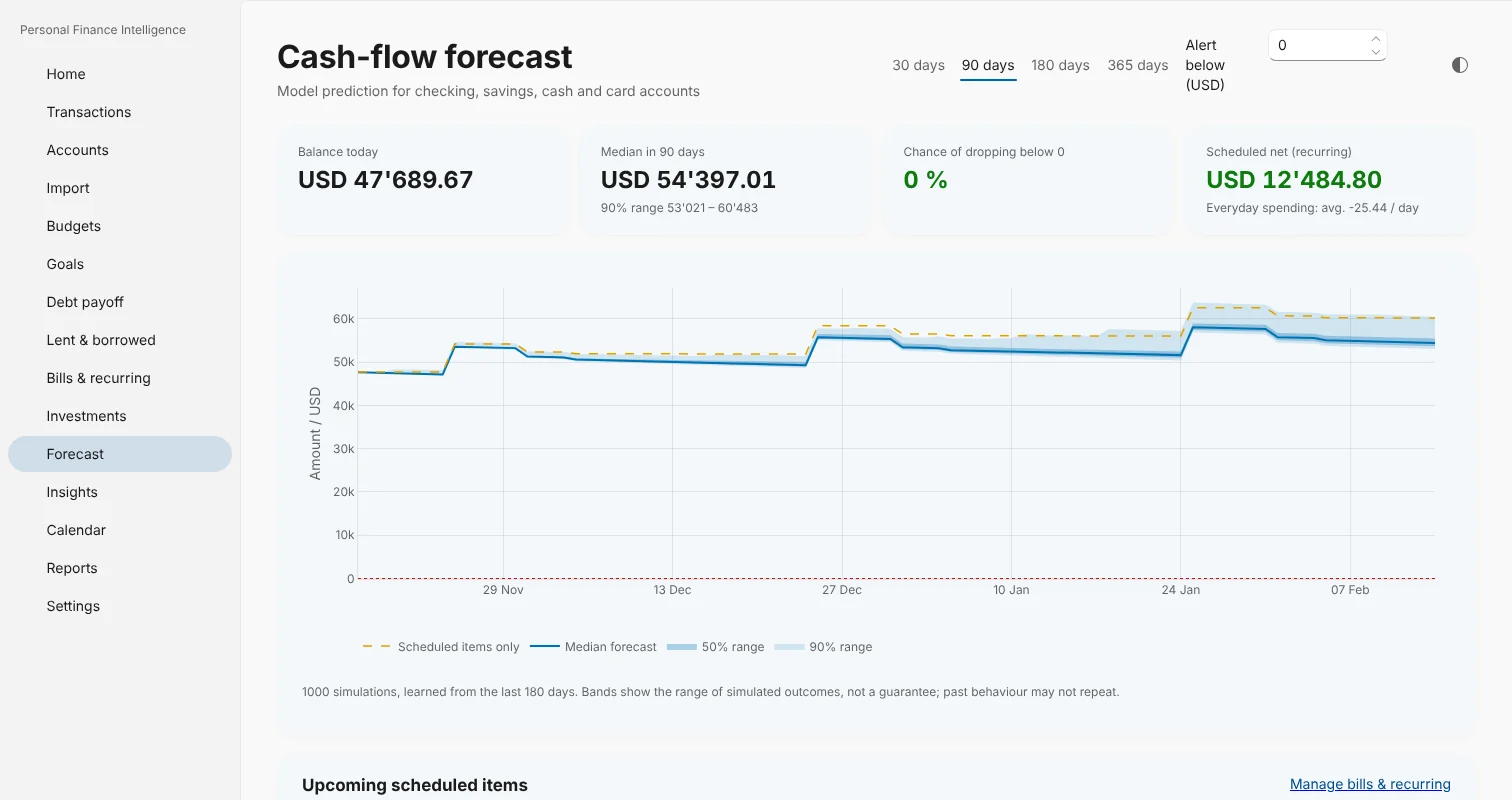 Personal Finance Intelligence
Home
Transactions
Accounts
Import
Budgets
Goals
Debt payoff
Lent & borrowed
Bills & recurring
Investments
Forecast
Insights
Calendar
Reports
Settings
Cash-flow forecast
Model prediction for checking, savings, cash and card accounts
30 days
90 days
180 days
365 days
Alert
below
(USD)
0
Balance today
USD 47'689.67
Median in 90 days
USD 54'397.01
90% range 53'021 – 60'483
Chance of dropping below 0
0 %
Scheduled net (recurring)
USD 12'484.80
Everyday spending: avg. -25.44 / day
Amount / USD
60k
50k
40k
30k
20k
10k
0
29 Nov
13 Dec
27 Dec
10 Jan
24 Jan
07 Feb
Scheduled items only
Median forecast
50% range
90% range
1000 simulations, learned from the last 180 days. Bands show the range of simulated outcomes, not a guarantee; past behaviour may not repeat.
Upcoming scheduled items
Manage bills & recurring